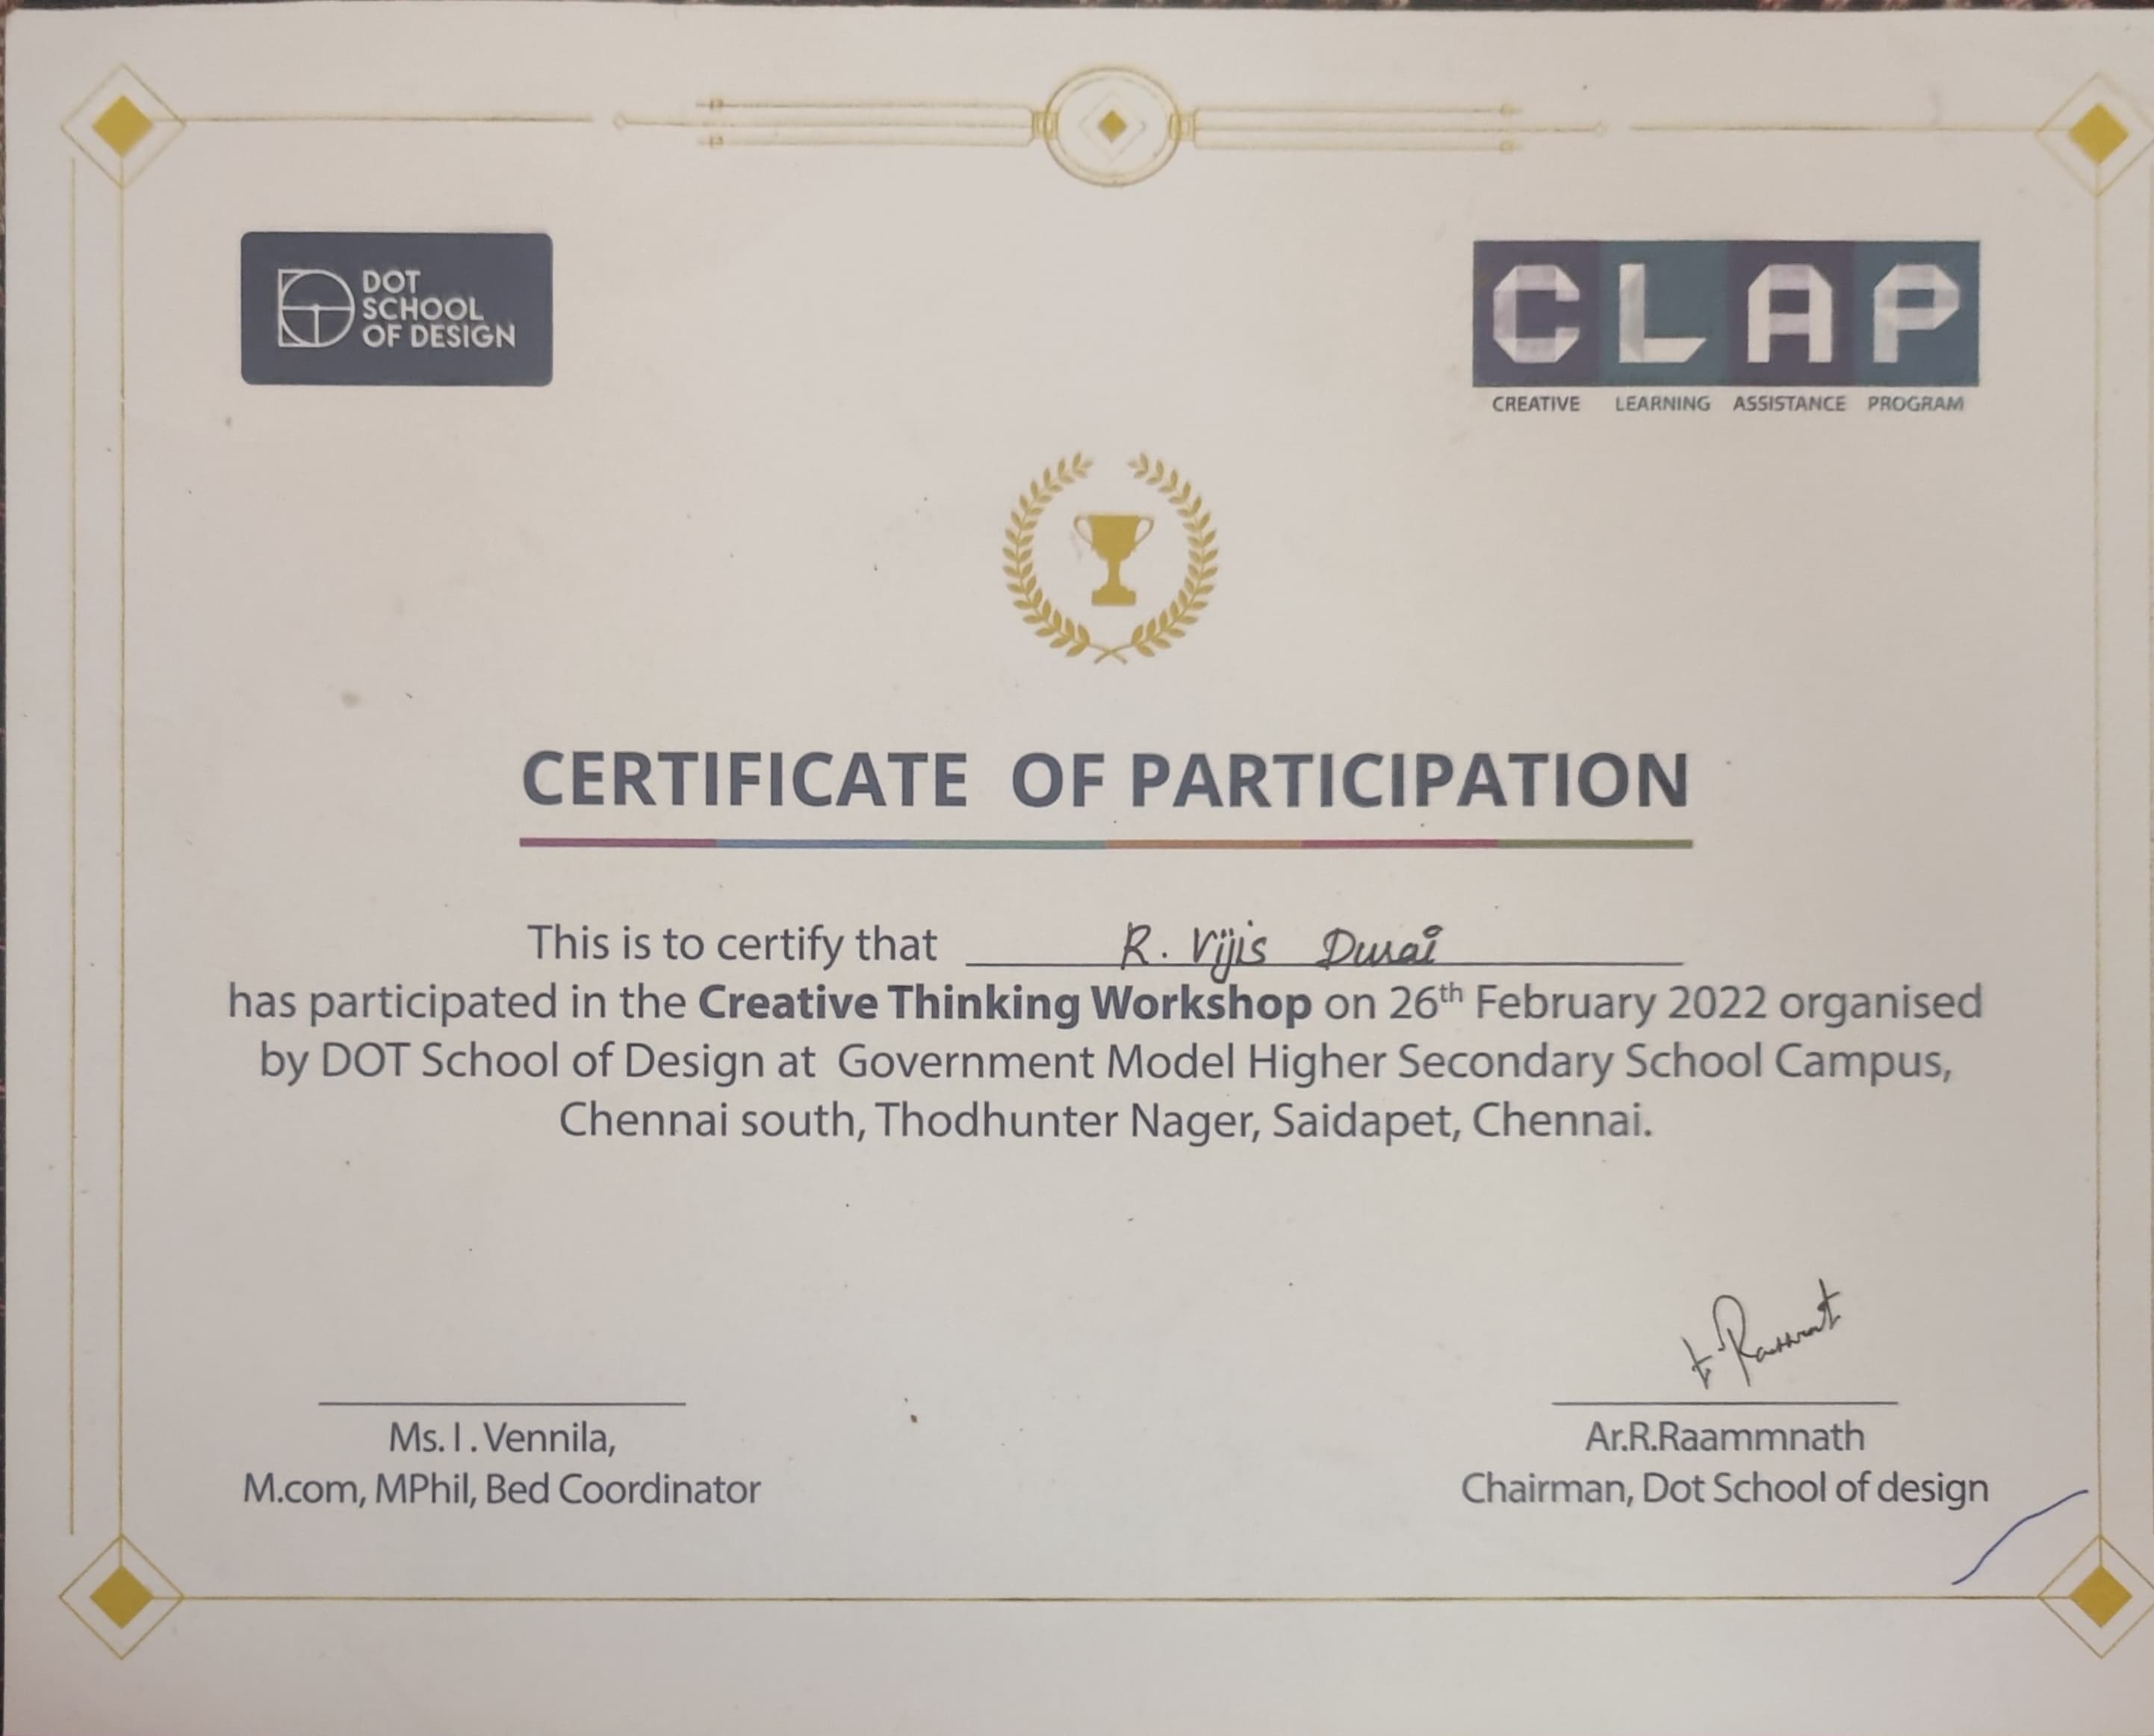 DOT
SCHOOL
OF DESIGN
CLAP
CREATIVE LEARNING ASSISTANCE PROGRAM
CERTIFICATE OF PARTICIPATION
This is to certify that R. Vijis Durai
has participated in the Creative Thinking Workshop on 26th February 2022 organised
by DOT School of Design at Government Model Higher Secondary School Campus,
Chennai south, Thodhunter Nager, Saidapet, Chennai.
Ms. I . Vennila,
M.com, MPhil, Bed Coordinator
Ar.R.Raammnath
Chairman, Dot School of design